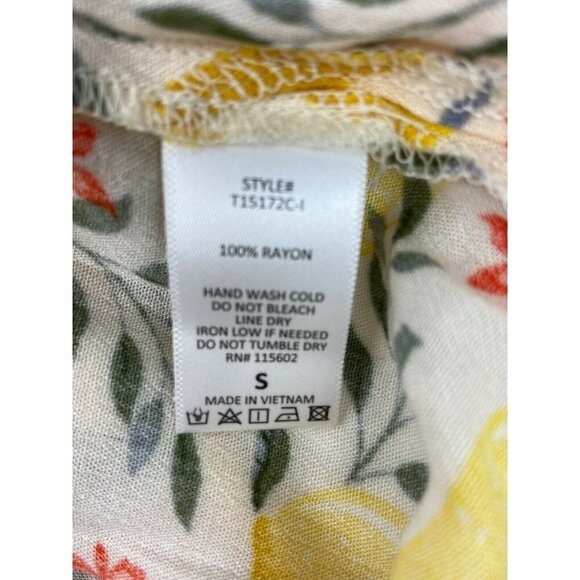 STYLE#
T15172C-I
100% RAYON
HAND WASH COLD
DO NOT BLEACH
LINE DRY
IRON LOW IF NEEDED
DO NOT TUMBLE DRY
RN# 115602
S
MADE IN VIETNAM